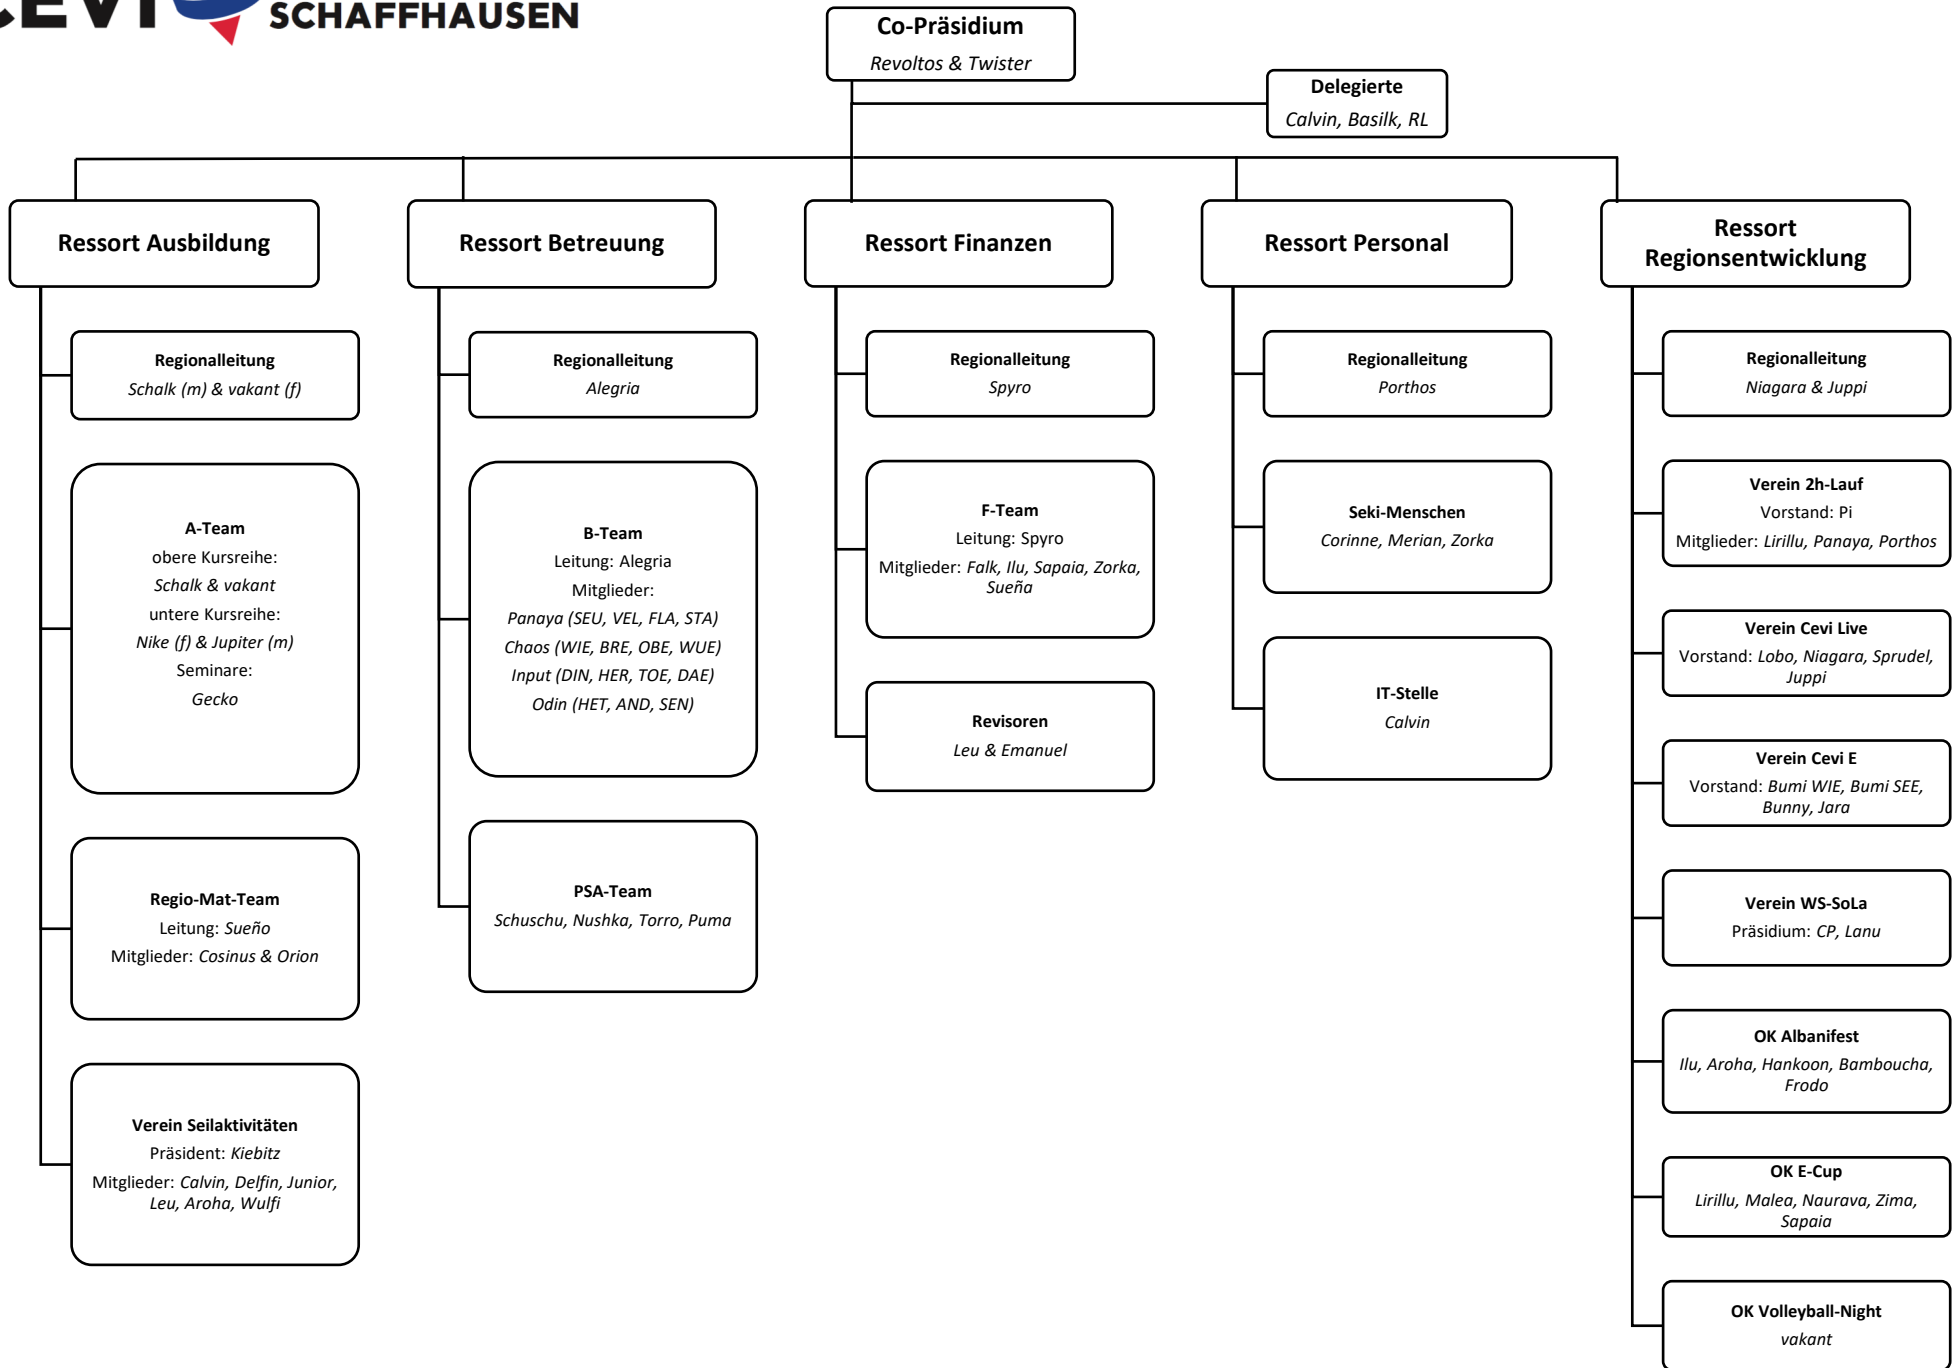 CEVI
SCHAFFHAUSEN
Co-Präsidium
Revoltos & Twister
Delegierte
Calvin, Basilk, RL
Ressort Ausbildung
Regionalleitung
Schalk (m) & vakant (f)
A-Team
obere Kursreihe:
Schalk & vakant
untere Kursreihe:
Nike (f) & Jupiter (m)
Seminare:
Gecko
Regio-Mat-Team
Leitung: Sueño
Mitglieder: Cosinus & Orion
Verein Seilaktivitäten
Präsident: Kiebitz
Mitglieder: Calvin, Delfin, Junior,
Leu, Aroha, Wulfi
Ressort Betreuung
Regionalleitung
Alegria
B-Team
Leitung: Alegria
Mitglieder:
Panaya (SEU, VEL, FLA, STA)
Chaos (WIE, BRE, OBE, WUE)
Input (DIN, HER, TOE, DAE)
Odin (HET, AND, SEN)
PSA-Team
Schuschu, Nushka, Torro, Puma
Ressort Finanzen
Regionalleitung
Spyro
F-Team
Leitung: Spyro
Mitglieder: Falk, Ilu, Sapaia, Zorka,
Sueña
Revisoren
Leu & Emanuel
Ressort Personal
Regionalleitung
Porthos
Seki-Menschen
Corinne, Merian, Zorka
IT-Stelle
Calvin
Ressort
Regionsentwicklung
Regionalleitung
Niagara & Juppi
Verein 2h-Lauf
Vorstand: Pi
Mitglieder: Lirillu, Panaya, Porthos
Verein Cevi Live
Vorstand: Lobo, Niagara, Sprudel,
Juppi
Verein Cevi E
Vorstand: Bumi WIE, Bumi SEE,
Bunny, Jara
Verein WS-SoLa
Präsidium: CP, Lanu
OK Albanifest
Ilu, Aroha, Hankoon, Bamboucha,
Frodo
OK E-Cup
Lirillu, Malea, Naurava, Zima,
Sapaia
OK Volleyball-Night
vakant